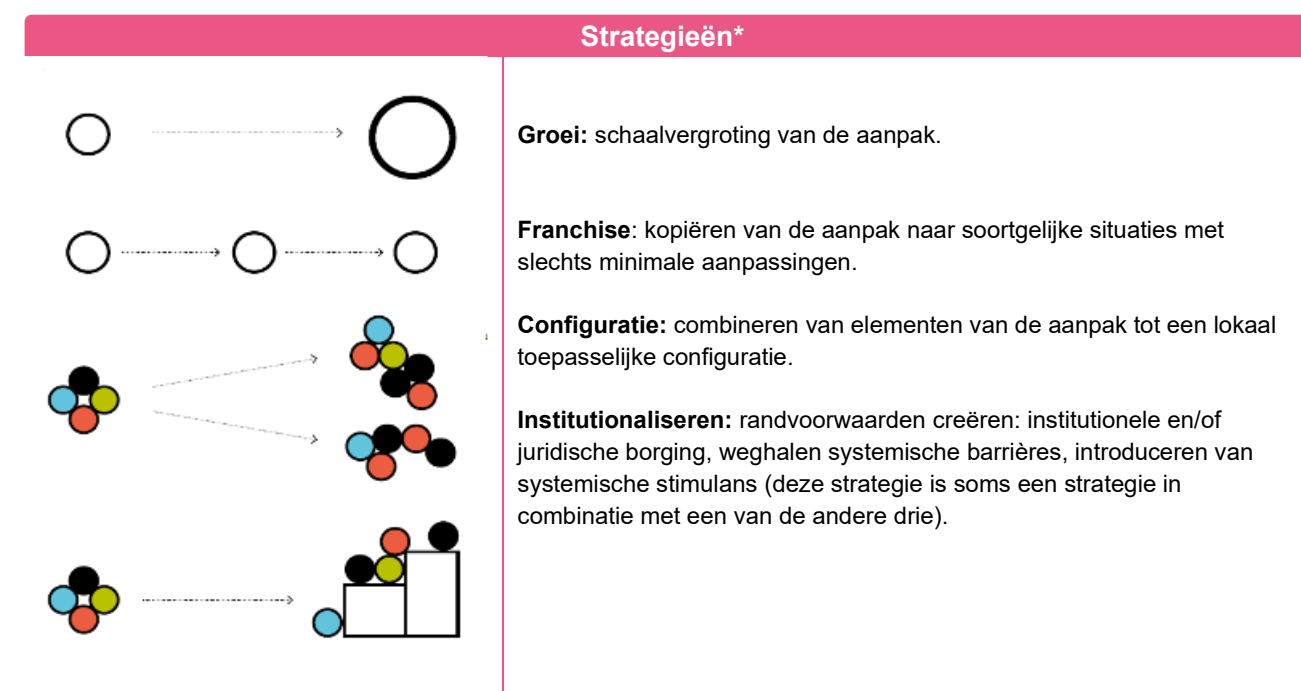 Strategieën*
Groei: schaalvergroting van de aanpak.
Franchise: kopiëren van de aanpak naar soortgelijke situaties met
slechts minimale aanpassingen.
Configuratie: combineren van elementen van de aanpak tot een lokaal
toepasselijke configuratie.
Institutionaliseren: randvoorwaarden creëren: institutionele en/of
juridische borging, weghalen systemische barrières, introduceren van
systemische stimulans (deze strategie is soms een strategie in
combinatie met een van de andere drie).